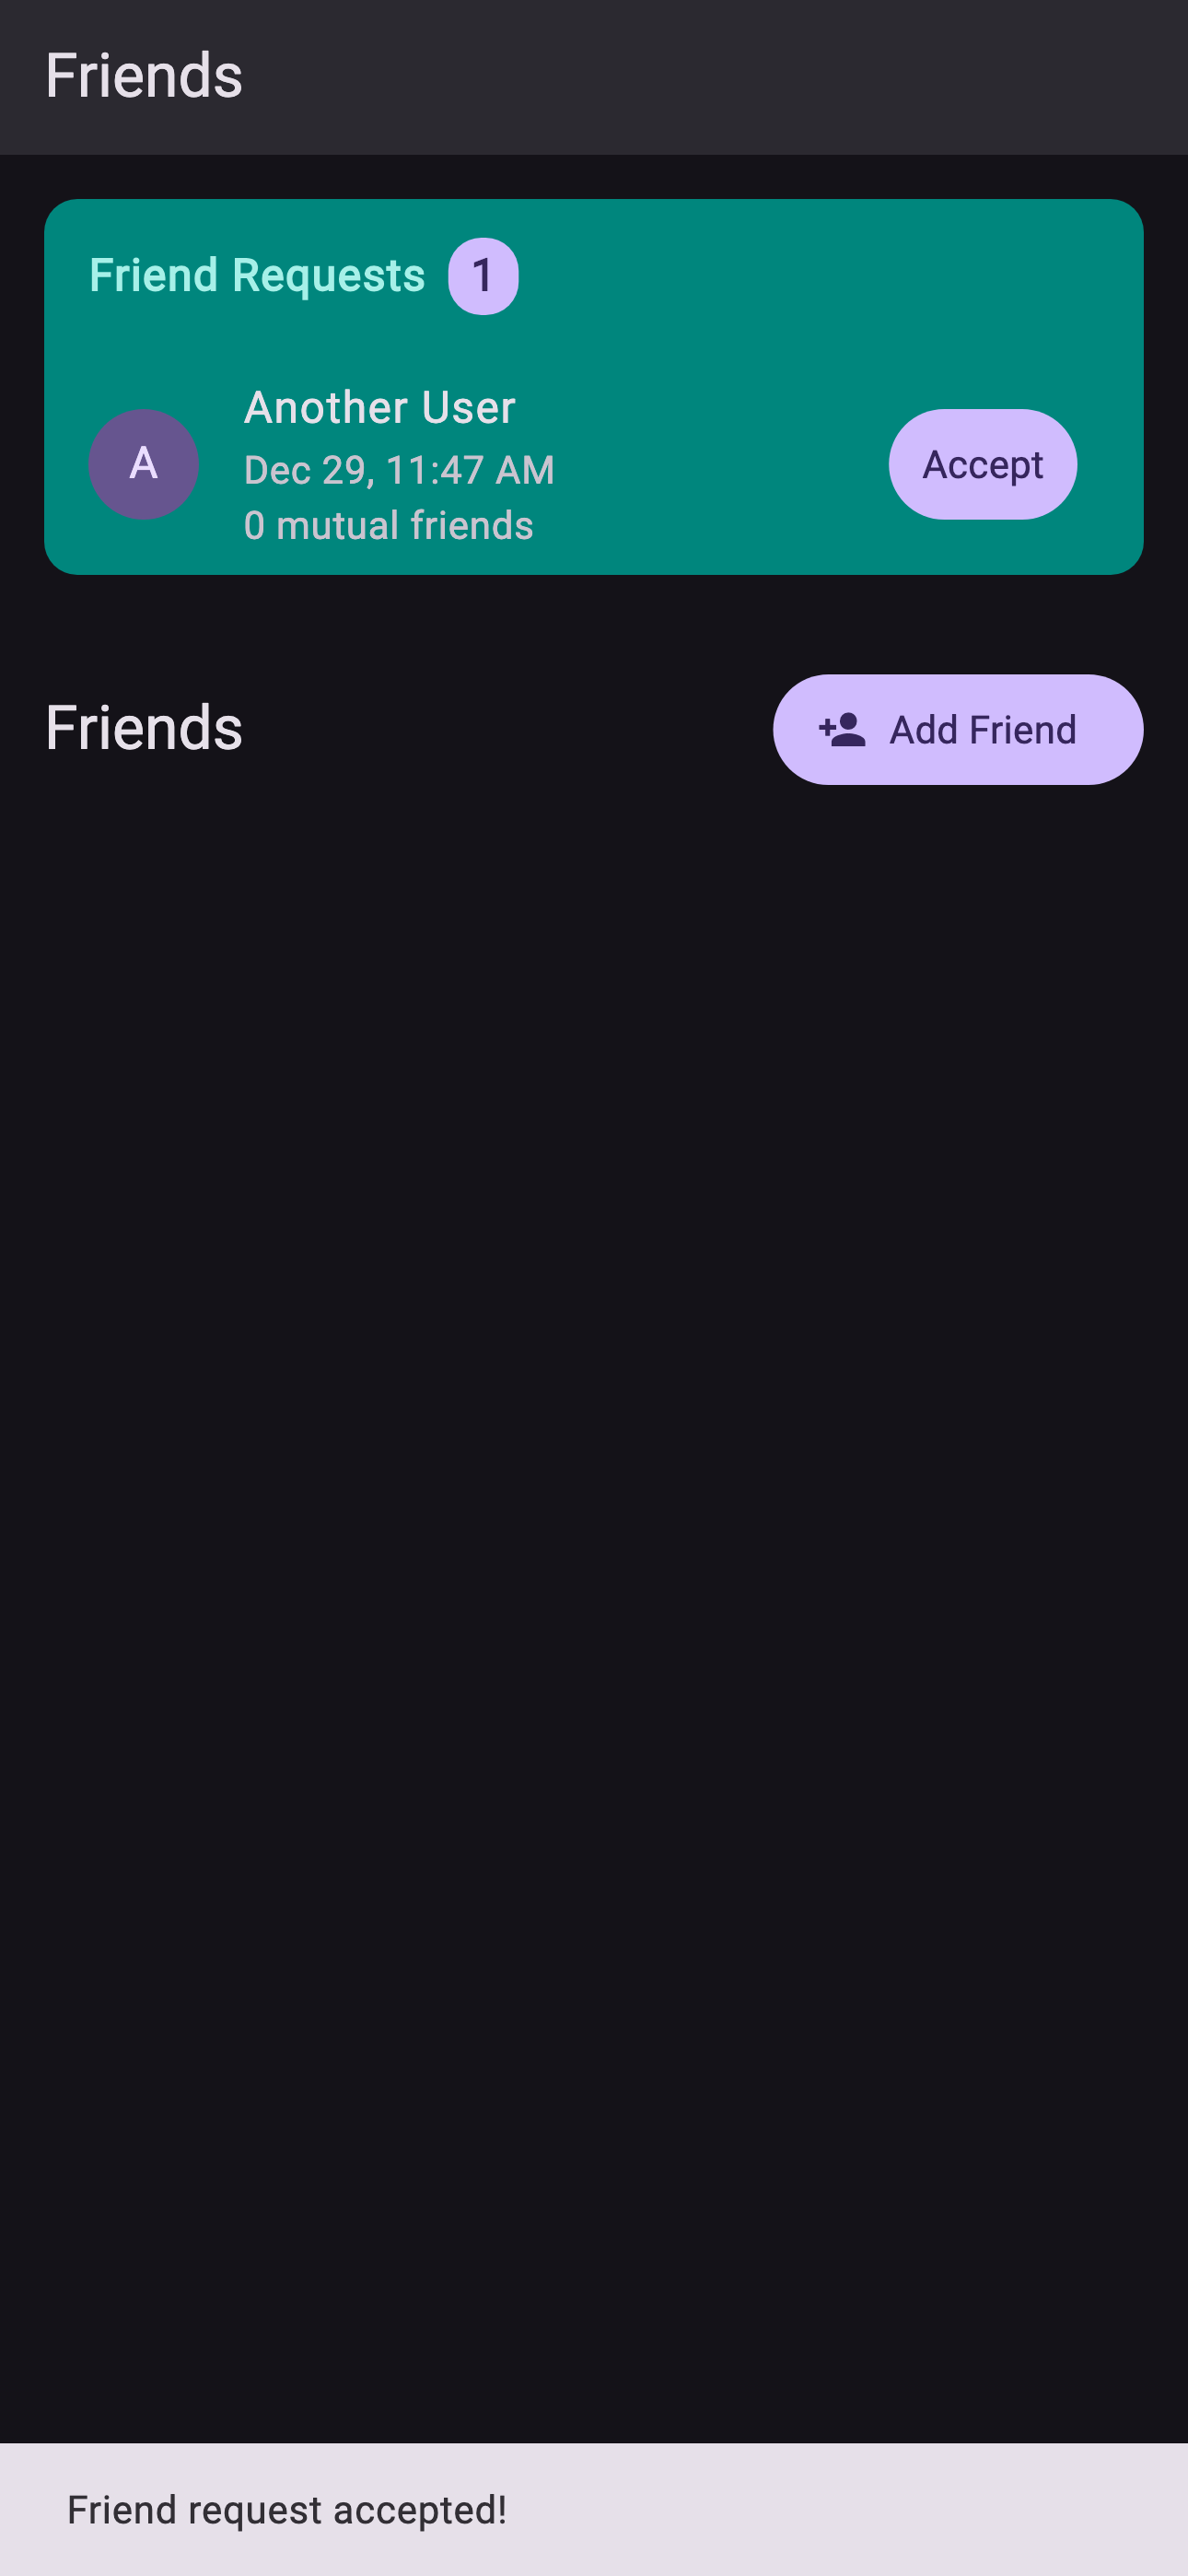 Friends
Friend Requests 1
A
Another User
Dec 29, 11:47 AM
0 mutual friends
Accept
Friends
Add Friend
Friend request accepted!